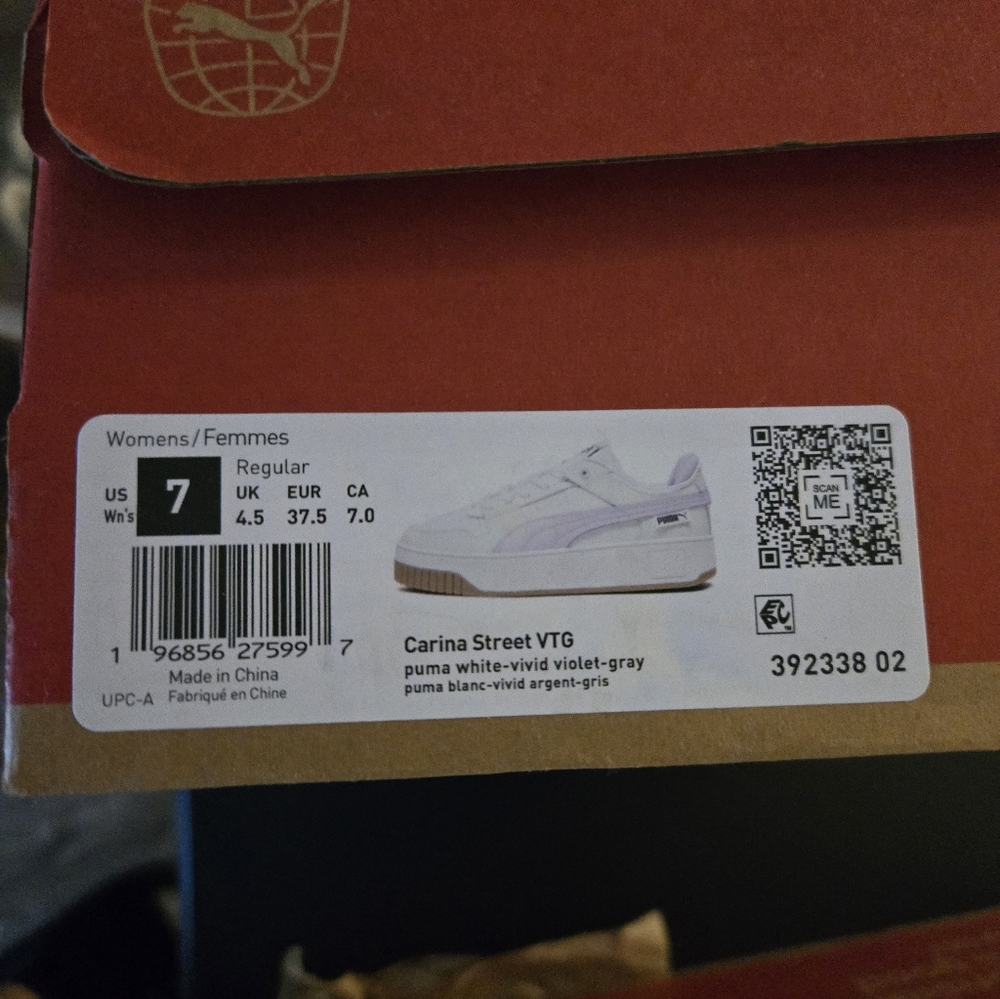 Womens/Femmes
US
Wn's
7
Regular
UK EUR CA
4.5 37.5 7.0
1 96856 27599 7
Made in China
UPC-A Fabriqué en Chine
PUMA
Carina Street VTG
puma white-vivid violet-gray
puma blanc-vivid argent-gris
SCAN
ME
EPC TM
392338 02